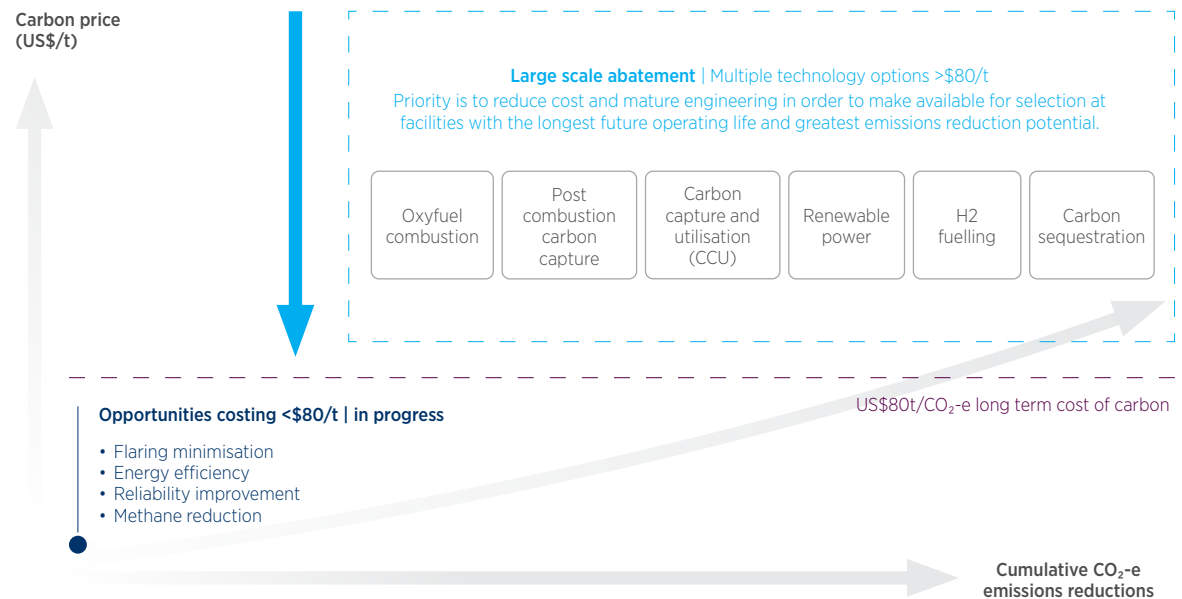 Carbon price
(US$/t)
Large scale abatement | Multiple technology options >$80/t
Priority is to reduce cost and mature engineering in order to make available for selection at
facilities with the longest future operating life and greatest emissions reduction potential.
Oxyfuel
combustion
Post
combustion
carbon
capture
Carbon
capture and
utilisation
(CCU)
Renewable
power
H2
fuelling
Carbon
sequestration
US$80t/CO₂-e long term cost of carbon
Opportunities costing <$80/t | in progress
• Flaring minimisation
• Energy efficiency
• Reliability improvement
• Methane reduction
Cumulative CO₂-e
emissions reductions